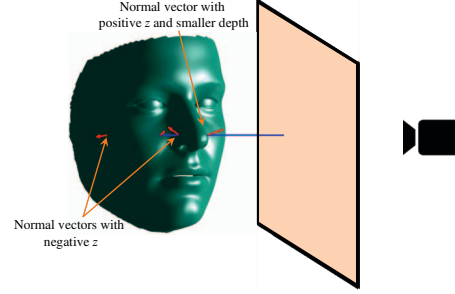 Normal vector with
positive z and smaller depth
Normal vectors with
negative z